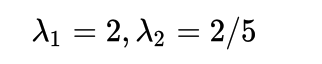 λ₁ = 2, λ₂ = 2/5